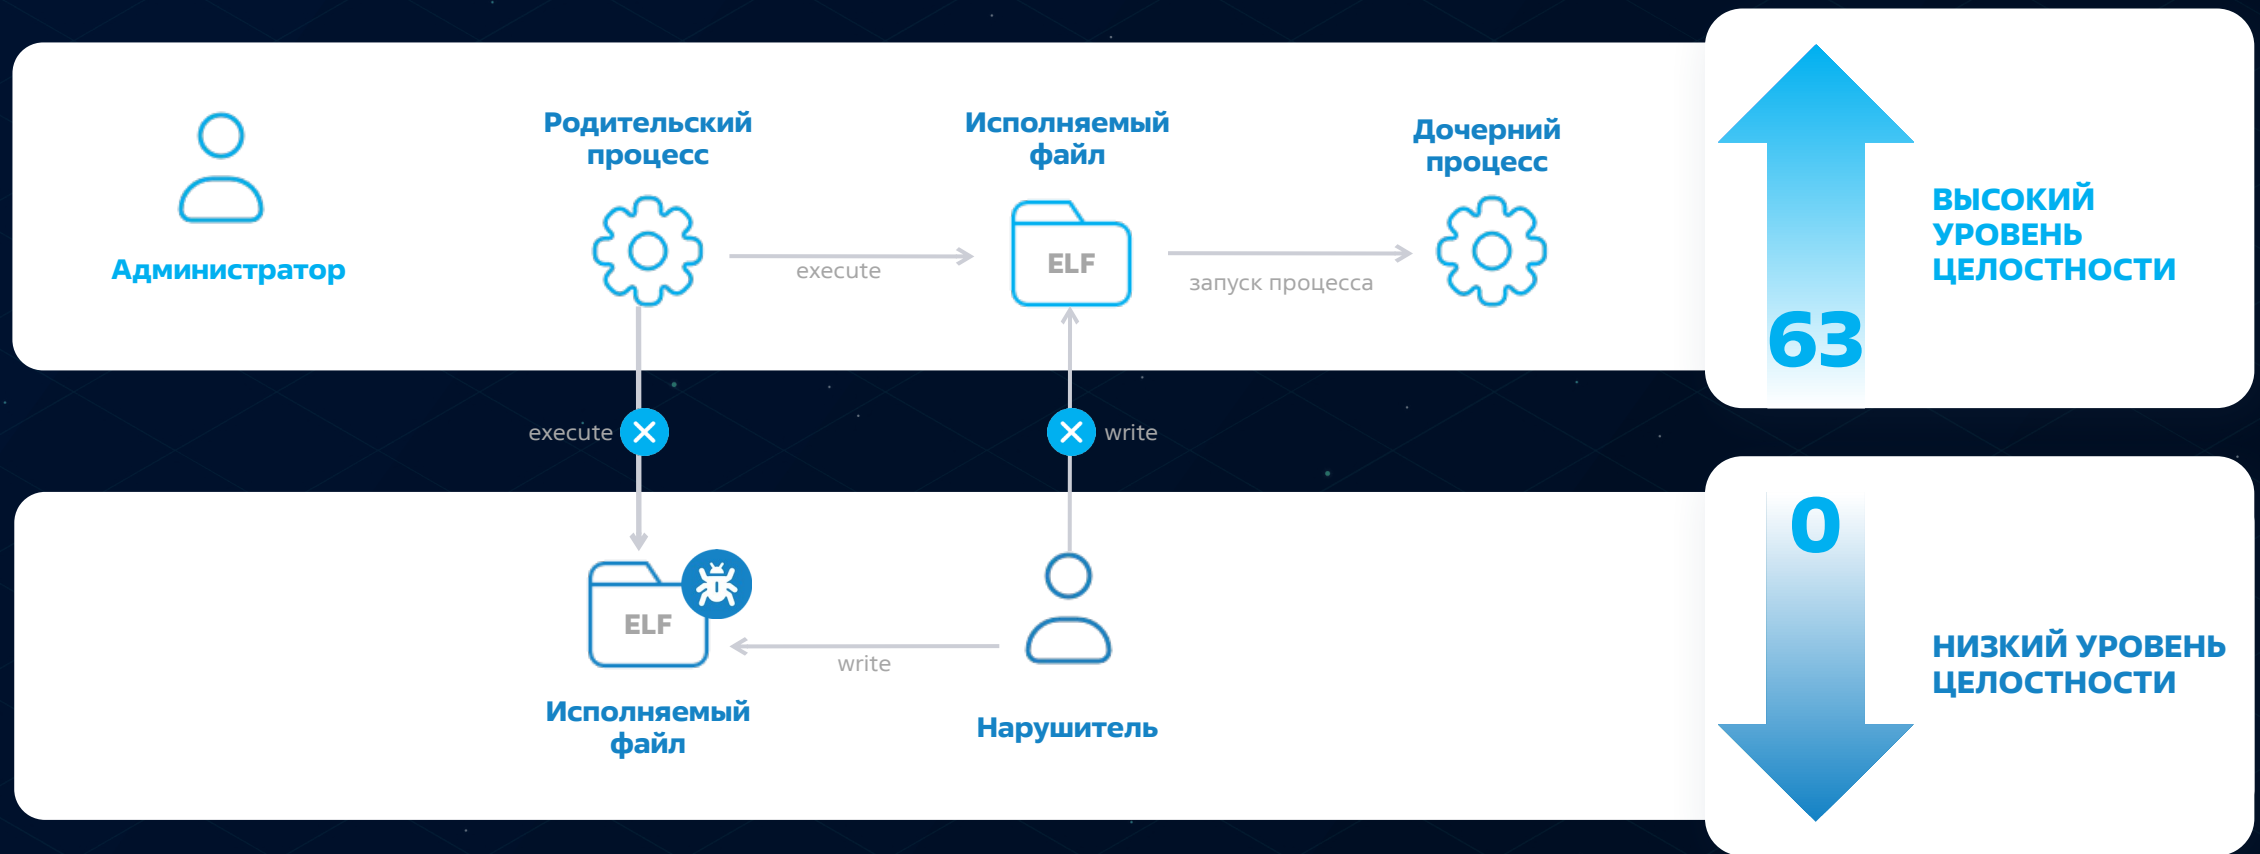 Администратор
Родительский
процесс
execute
Исполняемый
файл
ELF
запуск процесса
Дочерний
процесс
63
ВЫСОКИЙ
УРОВЕНЬ
ЦЕЛОСТНОСТИ
execute
write
ELF
Исполняемый
файл
write
Нарушитель
0
НИЗКИЙ УРОВЕНЬ
ЦЕЛОСТНОСТИ